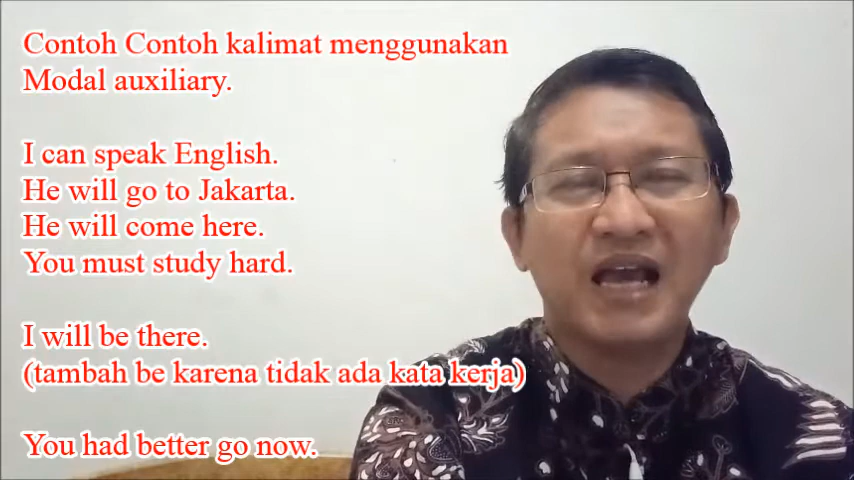 Contoh Contoh kalimat menggunakan
Modal auxiliary.
I can speak English.
He will go to Jakarta.
He will come here.
You must study hard.
I will be there.
(tambah be karena tidak ada kata kerja)
You had better go now.